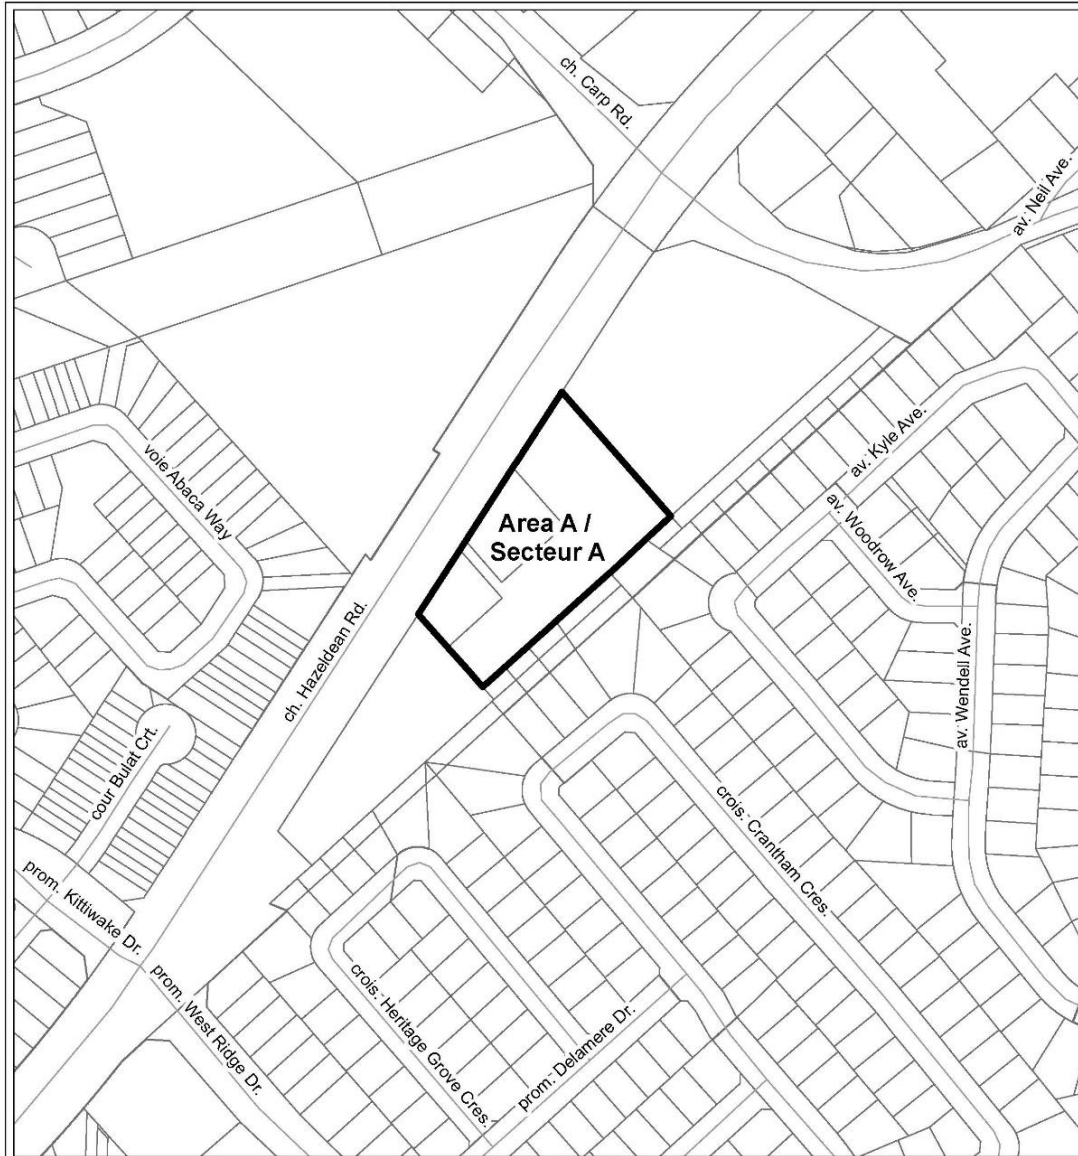 ch. Carp Rd.
av. Neil Ave.
av. Kyle Ave.
voie Abaca Way
av. Woodrow Ave.
Area A /
Secteur A
ch. Hazeldean Rd.
av. Wendell Ave.
cour Bulat Crt.
crois. Crantham Cres.
prom. Kittiwake Dr.
prom. West Ridge Dr.
crois. Heritage Grove Cres.
prom. Delamere Dr.